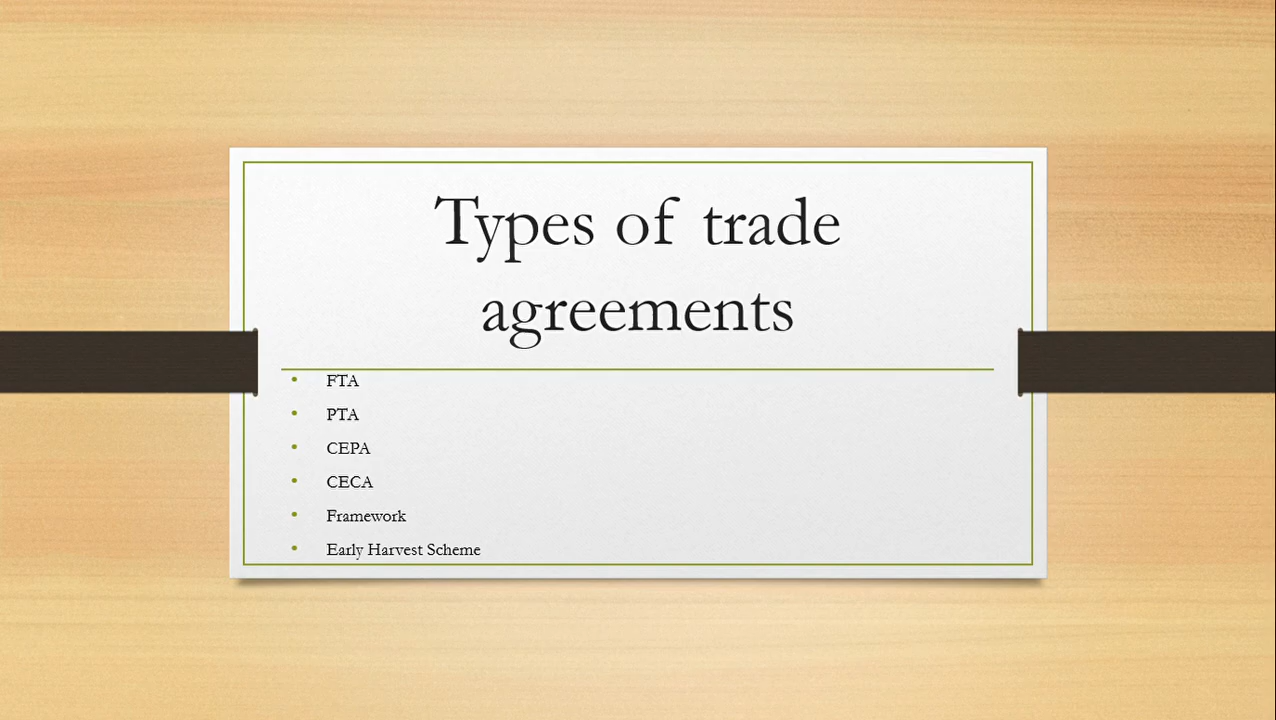 Types of trade
agreements
• FTA
• PTA
• CEPA
• CECA
• Framework
• Early Harvest Scheme